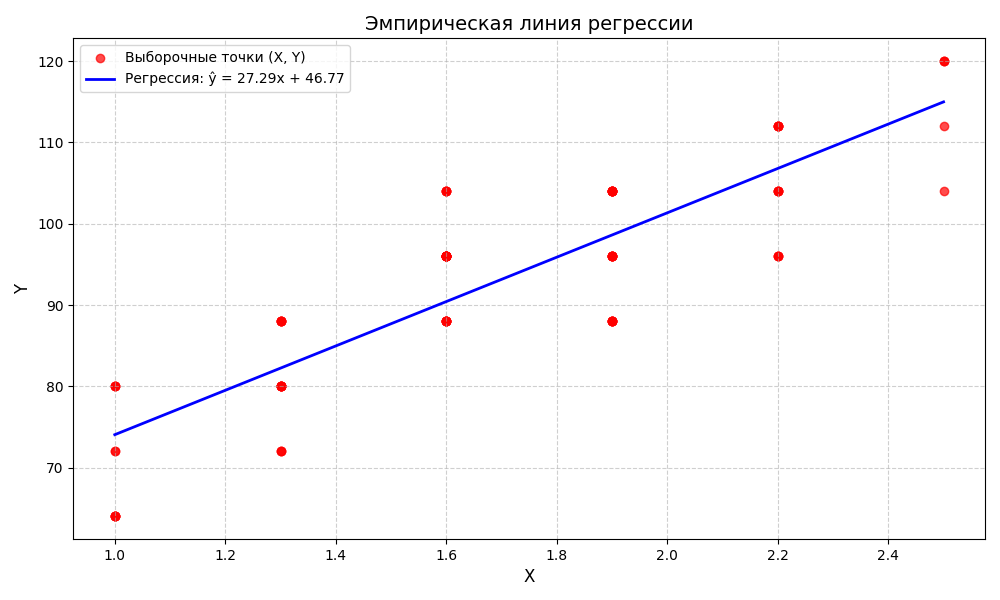 Эмпирическая линия регрессии
Выборочные точки (X, Y)
Регрессия: ŷ = 27.29x + 46.77
120
110
100
90
80
70
Y
1.0 1.2 1.4 1.6 1.8 2.0 2.2 2.4
X